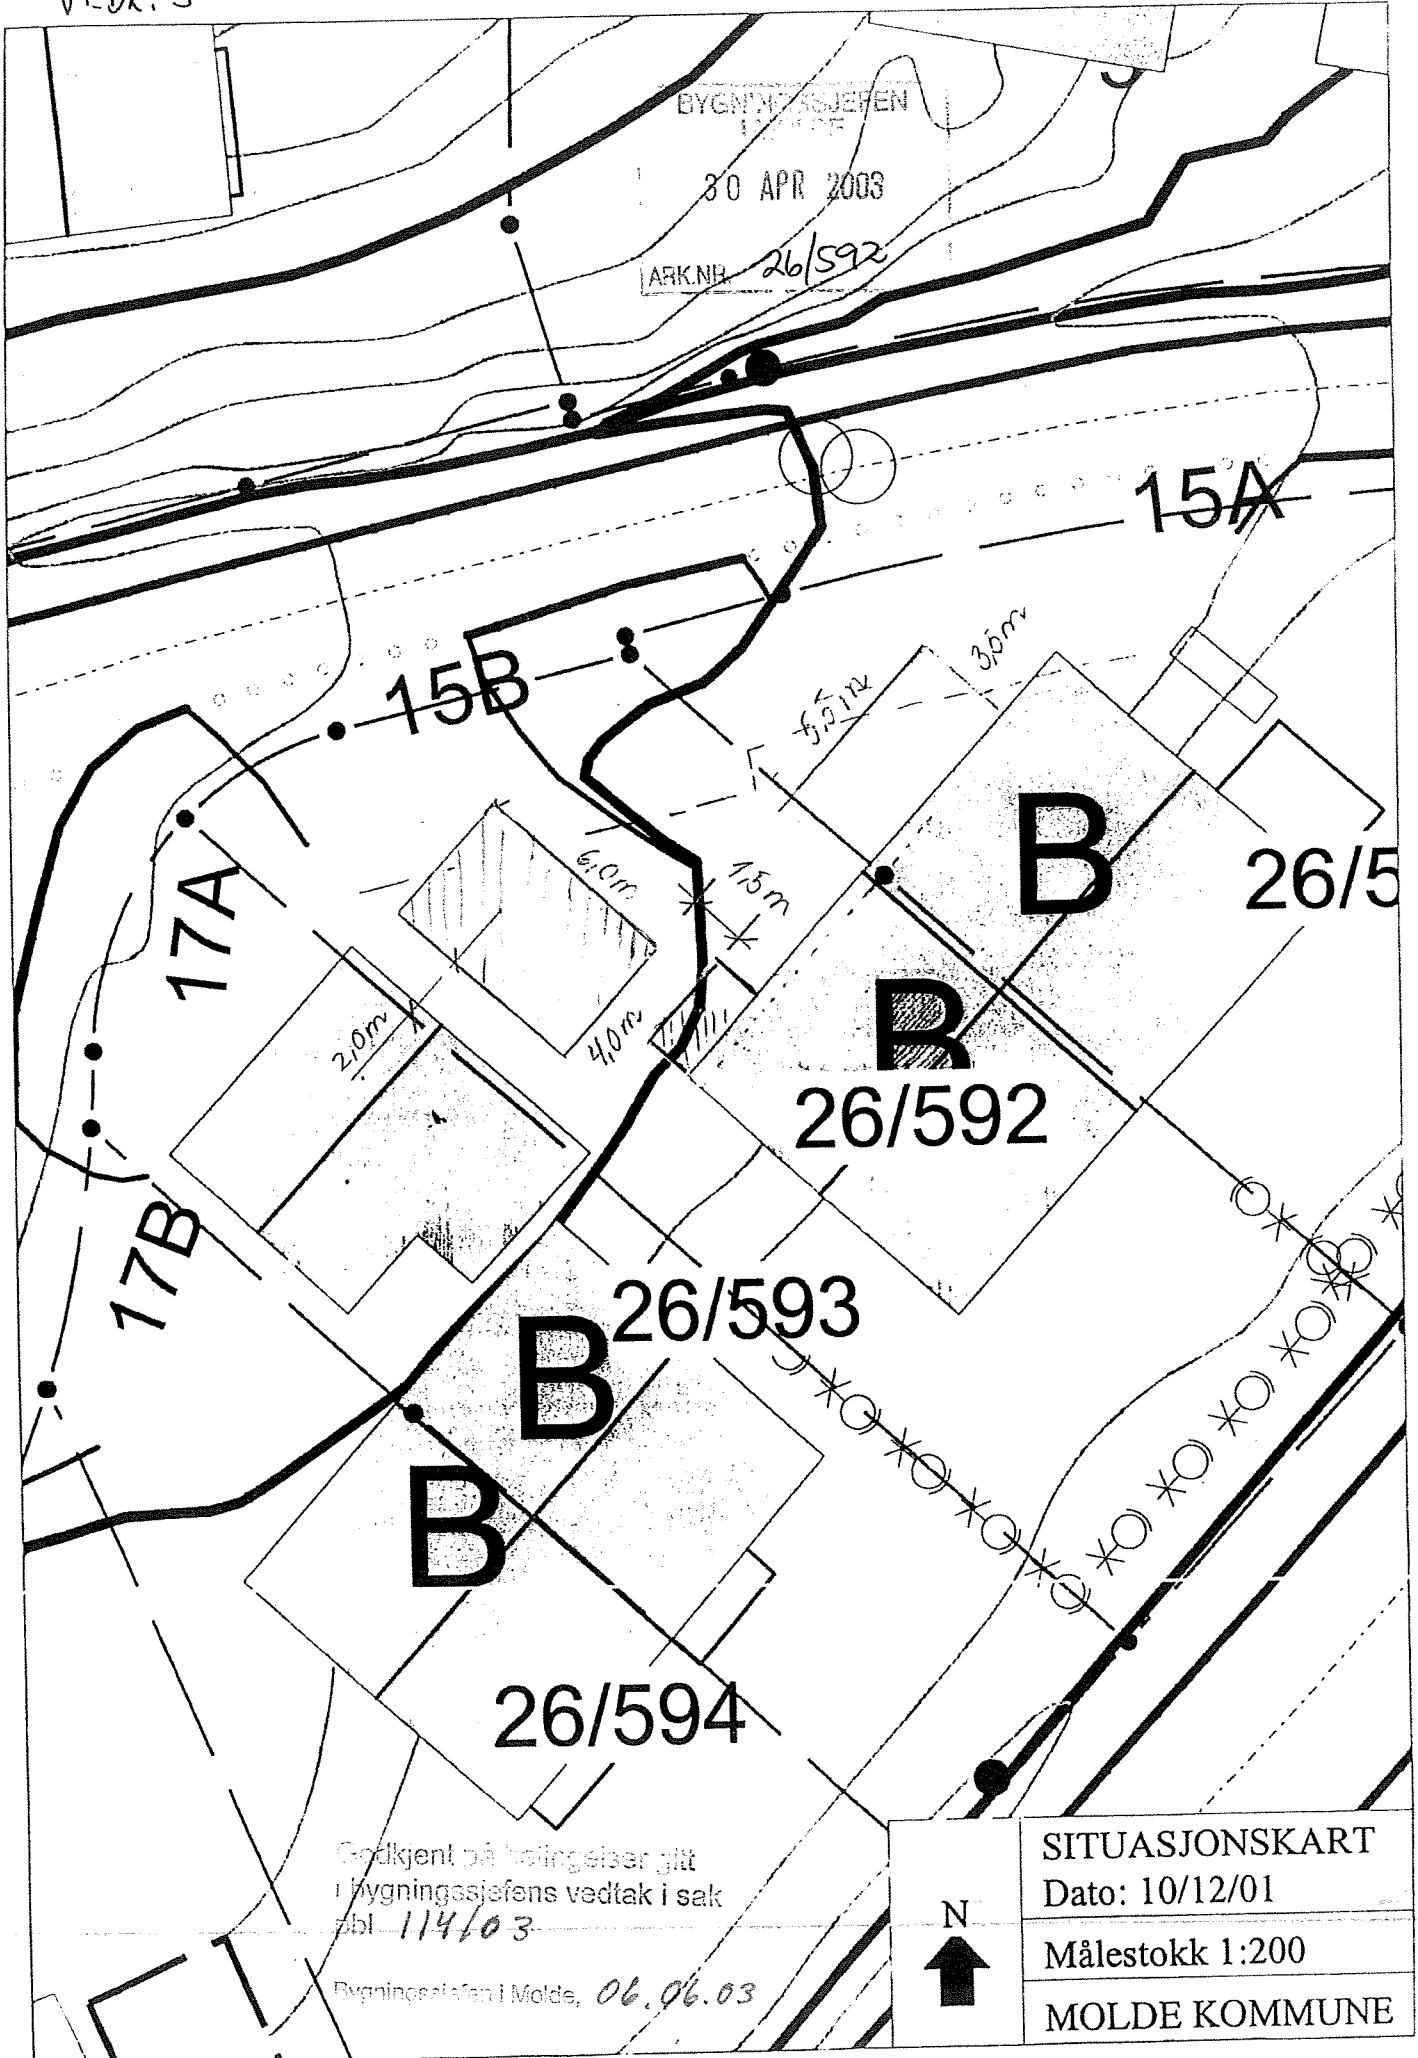 BYGNINGSSJEFEN
30 APR 2003
ARK.NR. 26/592
15A
3,5m
15B
B
26/5
6,0m
1,5m
17A
B
2,0m
4,0m
26/592
17B
26/593
B
B
26/594
Godkjent på betingelser gitt
i bygningssjefens vedtak i sak
pbl 114/03
Bygningssjefen i Molde, 06.06.03
SITUASJONSKART
Dato: 10/12/01
N
Målestokk 1:200
MOLDE KOMMUNE